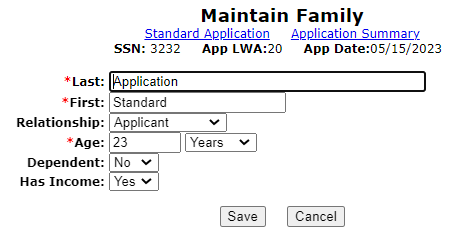 Maintain Family
Standard Application Application Summary
SSN: 3232 App LWA:20 App Date:05/15/2023
*Last: Application
*First: Standard
Relationship: Applicant
*Age: 23 Years
Dependent: No
Has Income: Yes
Save Cancel